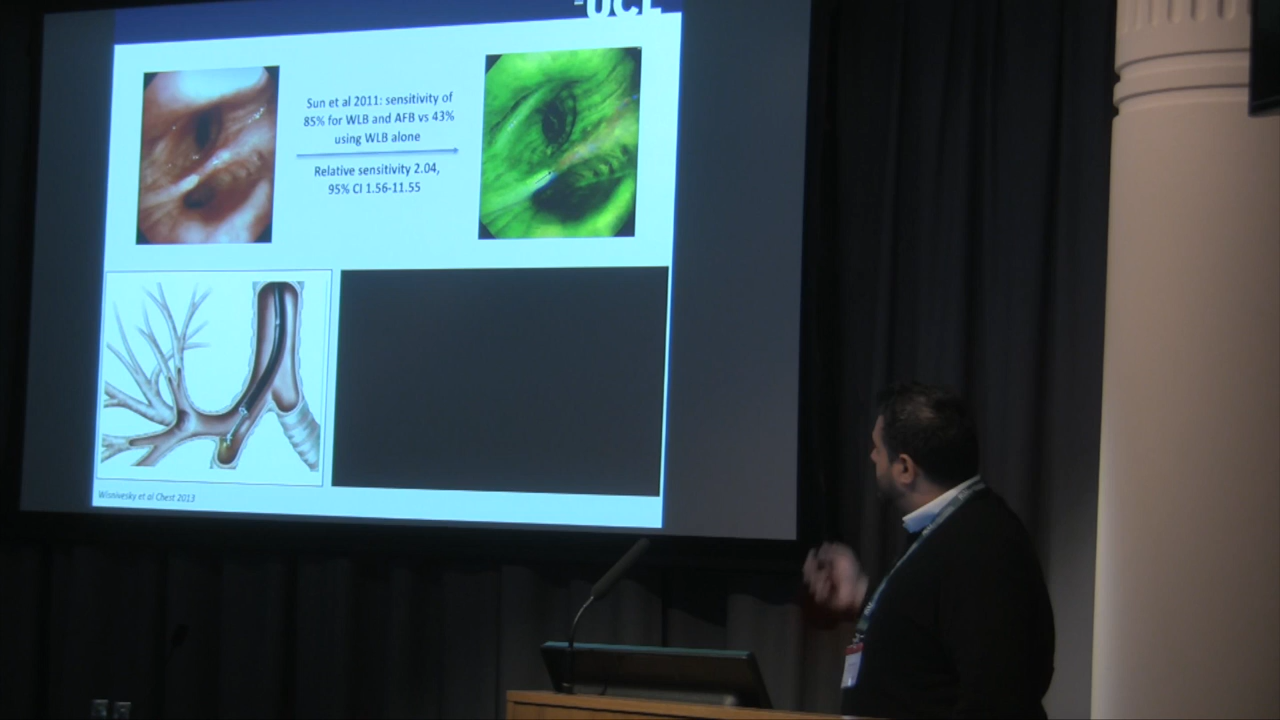 UCL
Sun et al 2011: sensitivity of
85% for WLB and AFB vs 43%
using WLB alone
Relative sensitivity 2.04,
95% CI 1.56-11.55
Wisnivesky et al Chest 2013